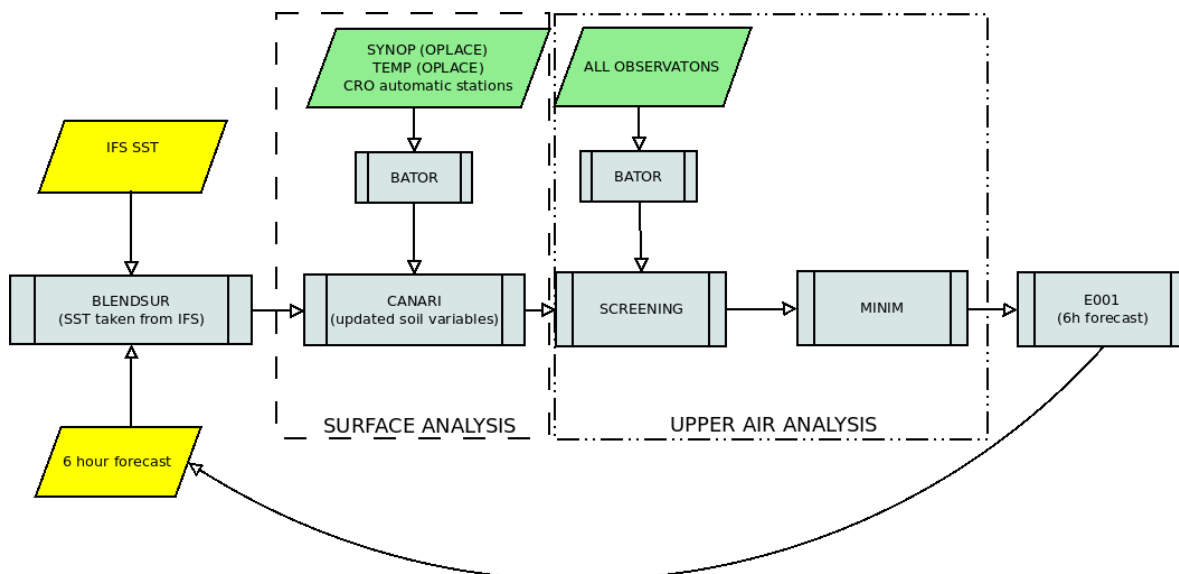 SYNOP (OPLACE)
TEMP (OPLACE)
CRO automatic stations
ALL OBSERVATONS
IFS SST
BATOR
BATOR
BLENDSUR
(SST taken from IFS)
CANARI
(updated soil variables)
SCREENING
MINIM
E001
(6h forecast)
SURFACE ANALYSIS
UPPER AIR ANALYSIS
6 hour forecast